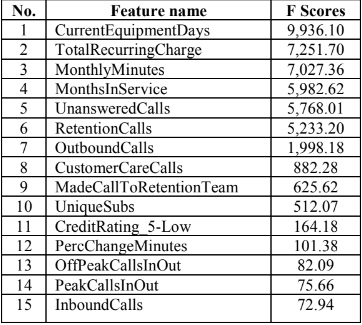 No. Feature name F Scores
1 CurrentEquipmentDays 9,936.10
2 TotalRecurringCharge 7,251.70
3 MonthlyMinutes 7,027.36
4 MonthsInService 5,982.62
5 UnansweredCalls 5,768.01
6 RetentionCalls 5,233.20
7 OutboundCalls 1,998.18
8 CustomerCareCalls 882.28
9 MadeCallToRetentionTeam 625.62
10 UniqueSubs 512.07
11 CreditRating_5-Low 164.18
12 PercChangeMinutes 101.38
13 OffPeakCallsInOut 82.09
14 PeakCallsInOut 75.66
15 InboundCalls 72.94